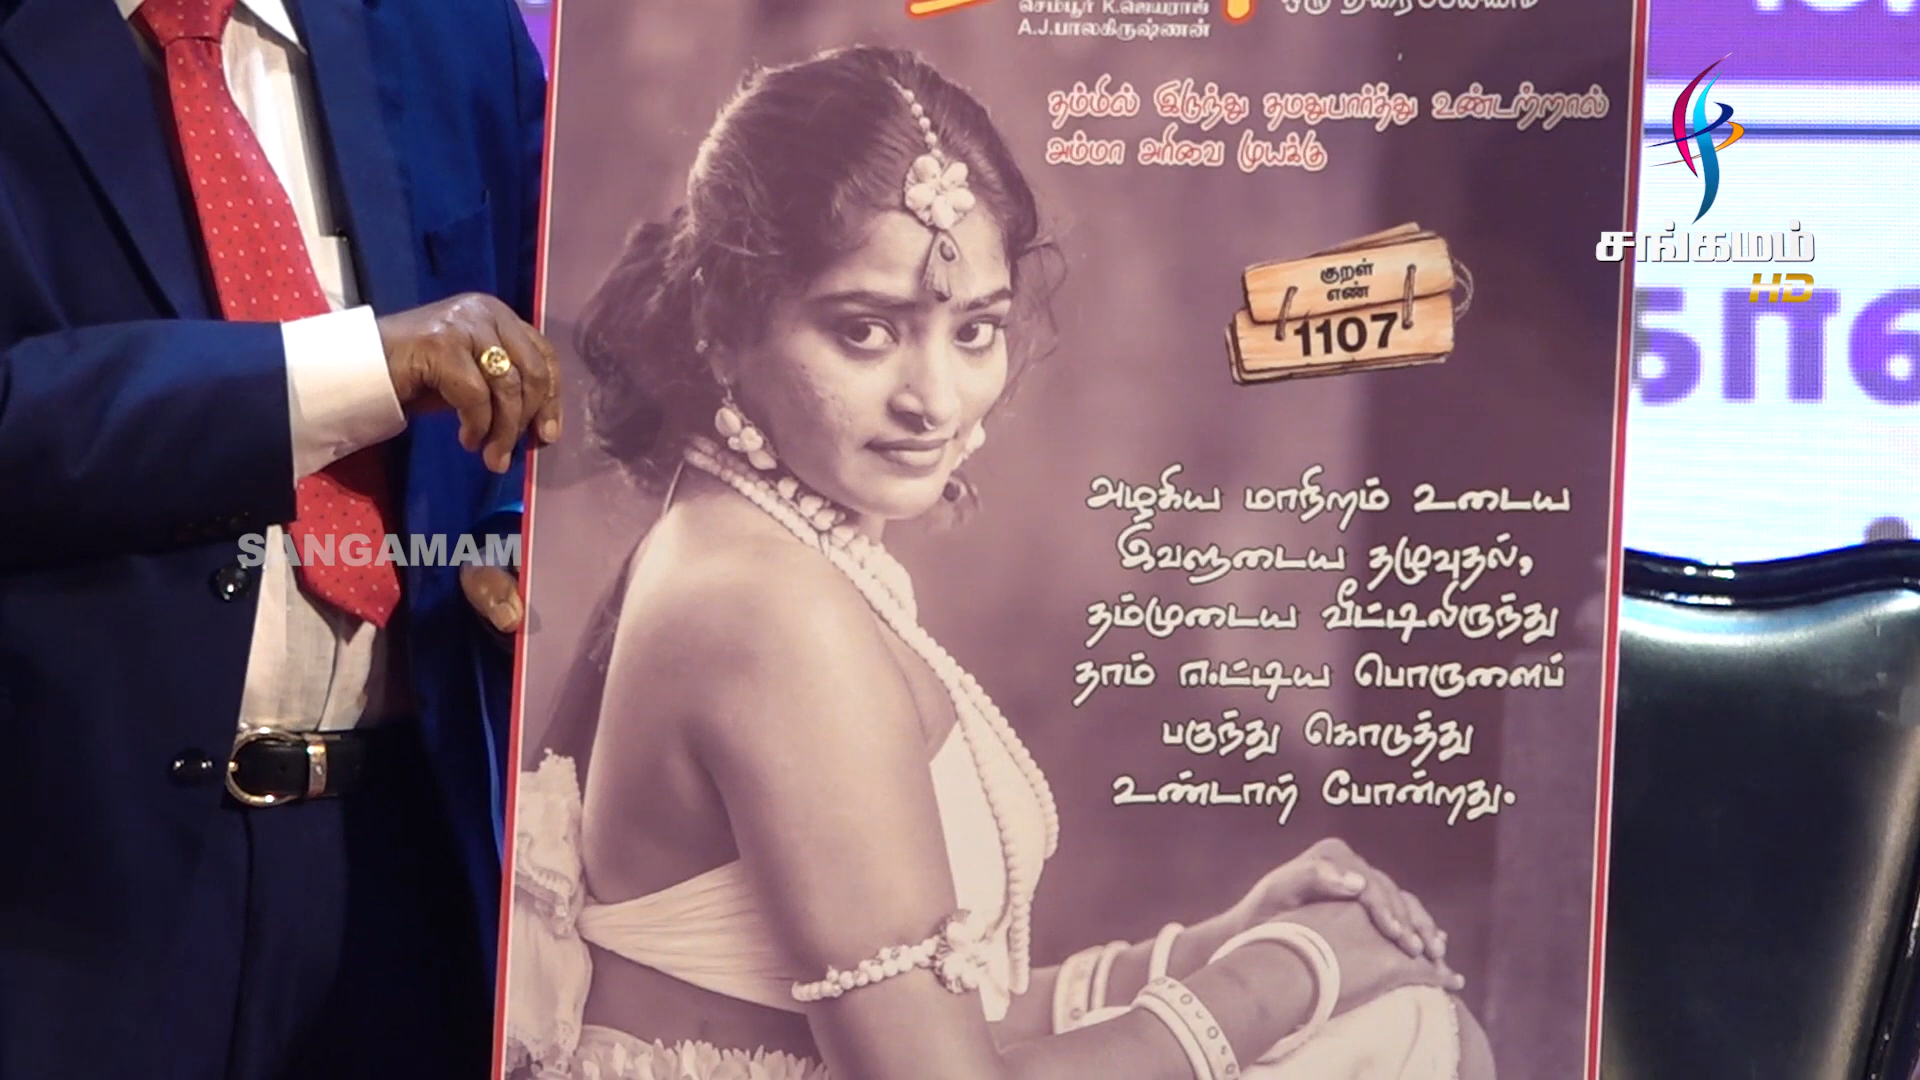 செம்பூர் K.ஜெயராஜ்
A.J.பாலகிருஷ்ணன்
தம்மில் இருந்து தமதுபார்த்து உண்டற்றால்
அம்மா அரிவை முயக்கு
சங்கமம்
HD
குறள்
எண்
1107
அழகிய மாநிறம் உடைய
இவளுடைய தழுவுதல்,
தம்முடைய வீட்டிலிருந்து
தாம் ஈட்டிய பொருளைப்
பகுந்து கொடுத்து
உண்டாற் போன்றது.
SANGAMAM